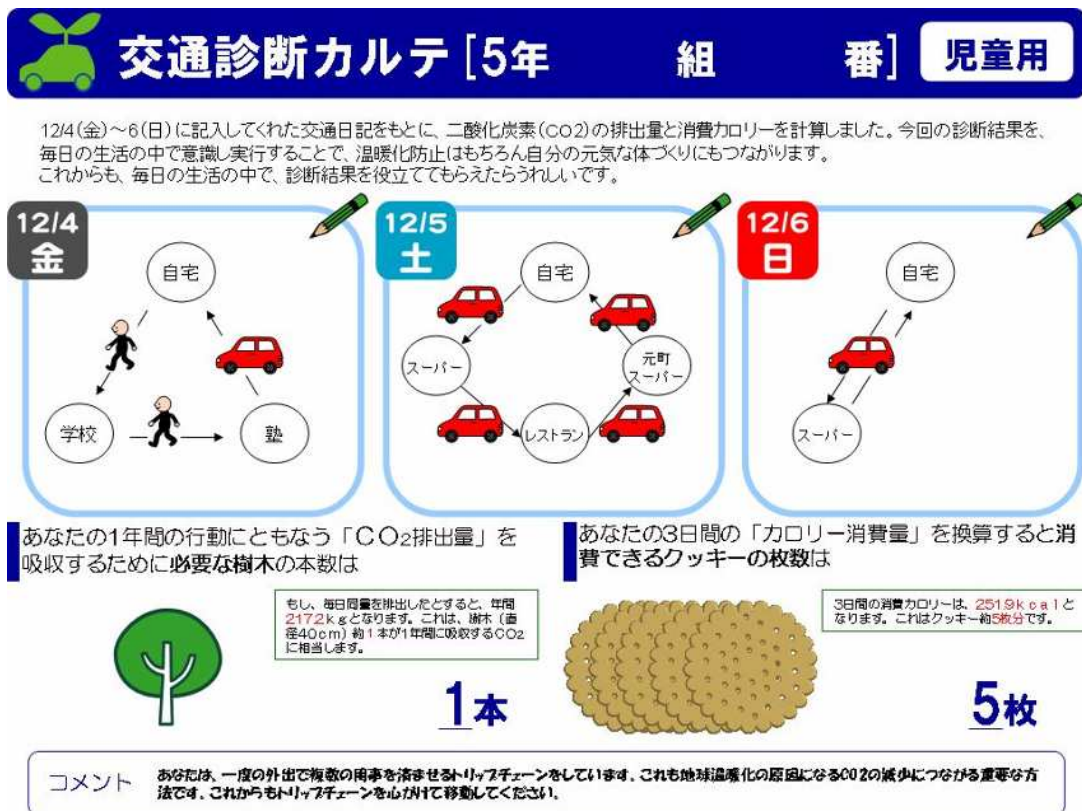 交通診断カルテ[5年　　組　　番] 児童用
12/4(金)～6(日)に記入してくれた交通日記をもとに、二酸化炭素(CO2)の排出量と消費カロリーを計算しました。今回の診断結果を、
毎日の生活の中で意識し実行することで、温暖化防止はもちろん自分の元気な体づくりにもつながります。
これからも、毎日の生活の中で、診断結果を役立ててもらえたらうれしいです。
12/4
金
自宅
学校
塾
12/5
土
自宅
スーパー
元町
スーパー
レストラン
12/6
日
自宅
スーパー
あなたの1年間の行動にともなう「CO2排出量」を
吸収するために必要な樹木の本数は
もし、毎日同量を排出したとすると、年間
217.2kgとなります。これは、樹木（直
径40cm）約1本が1年間に吸収するCO2
に相当します。
1本
あなたの3日間の「カロリー消費量」を換算すると消
費できるクッキーの枚数は
3日間の消費カロリーは、251.9kcalと
なります。これはクッキー約5枚分です。
5枚
コメント
あなたは、一度の外出で複数の用事を済ませるトリップチェーンをしています。これも地球温暖化の原因になるCO2の減少につながる重要な方
法です。これからもトリップチェーンを心がけて移動してください。